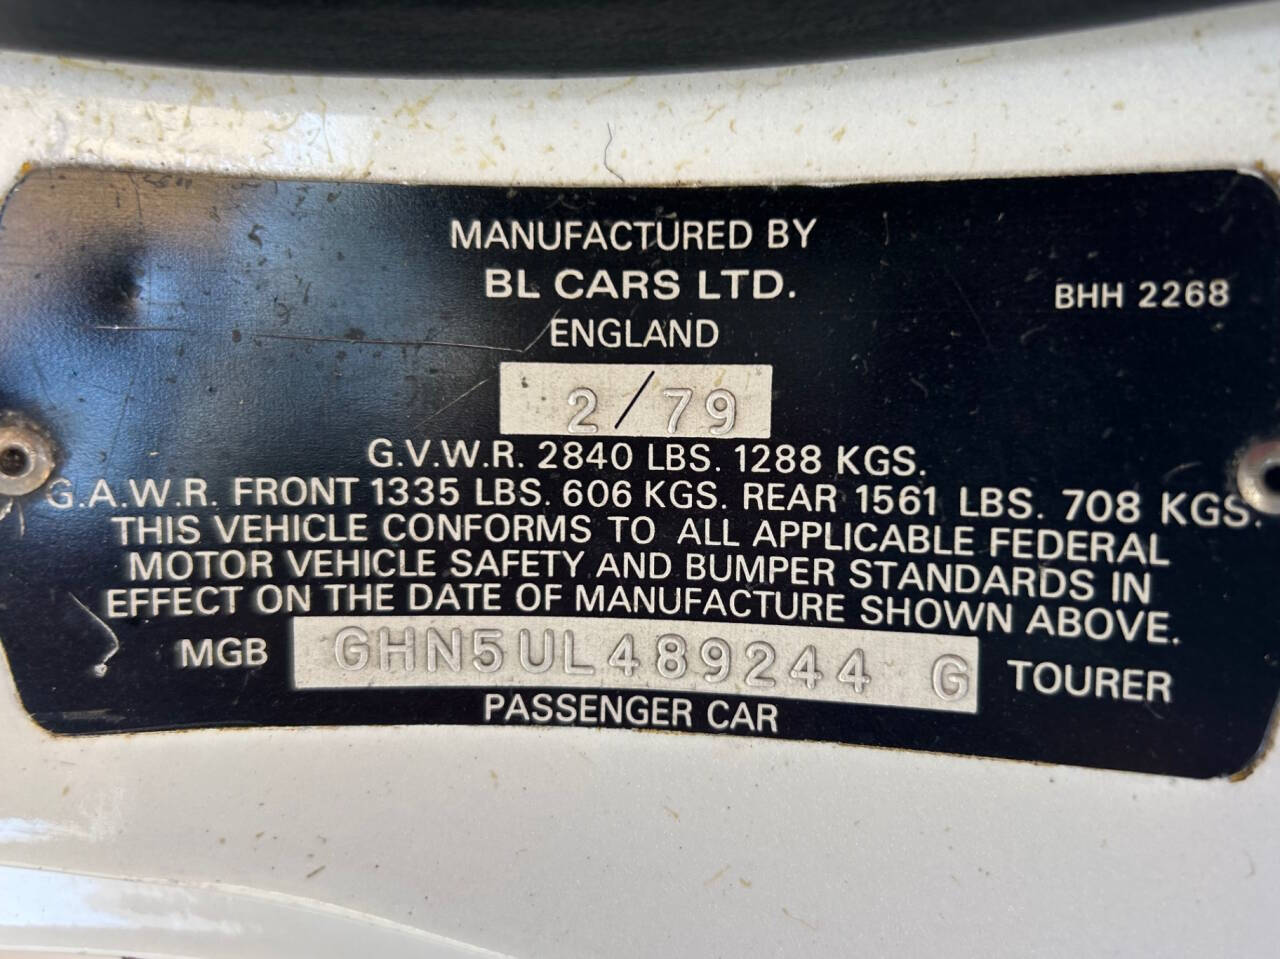 MANUFACTURED BY
BL CARS LTD.
BHH 2268
ENGLAND
2/79
G.V.W.R. 2840 LBS. 1288 KGS.
G.A.W.R. FRONT 1335 LBS. 606 KGS. REAR 1561 LBS. 708 KGS.
THIS VEHICLE CONFORMS TO ALL APPLICABLE FEDERAL
MOTOR VEHICLE SAFETY AND BUMPER STANDARDS IN
EFFECT ON THE DATE OF MANUFACTURE SHOWN ABOVE.
MGB GHN5UL489244 G TOURER
PASSENGER CAR